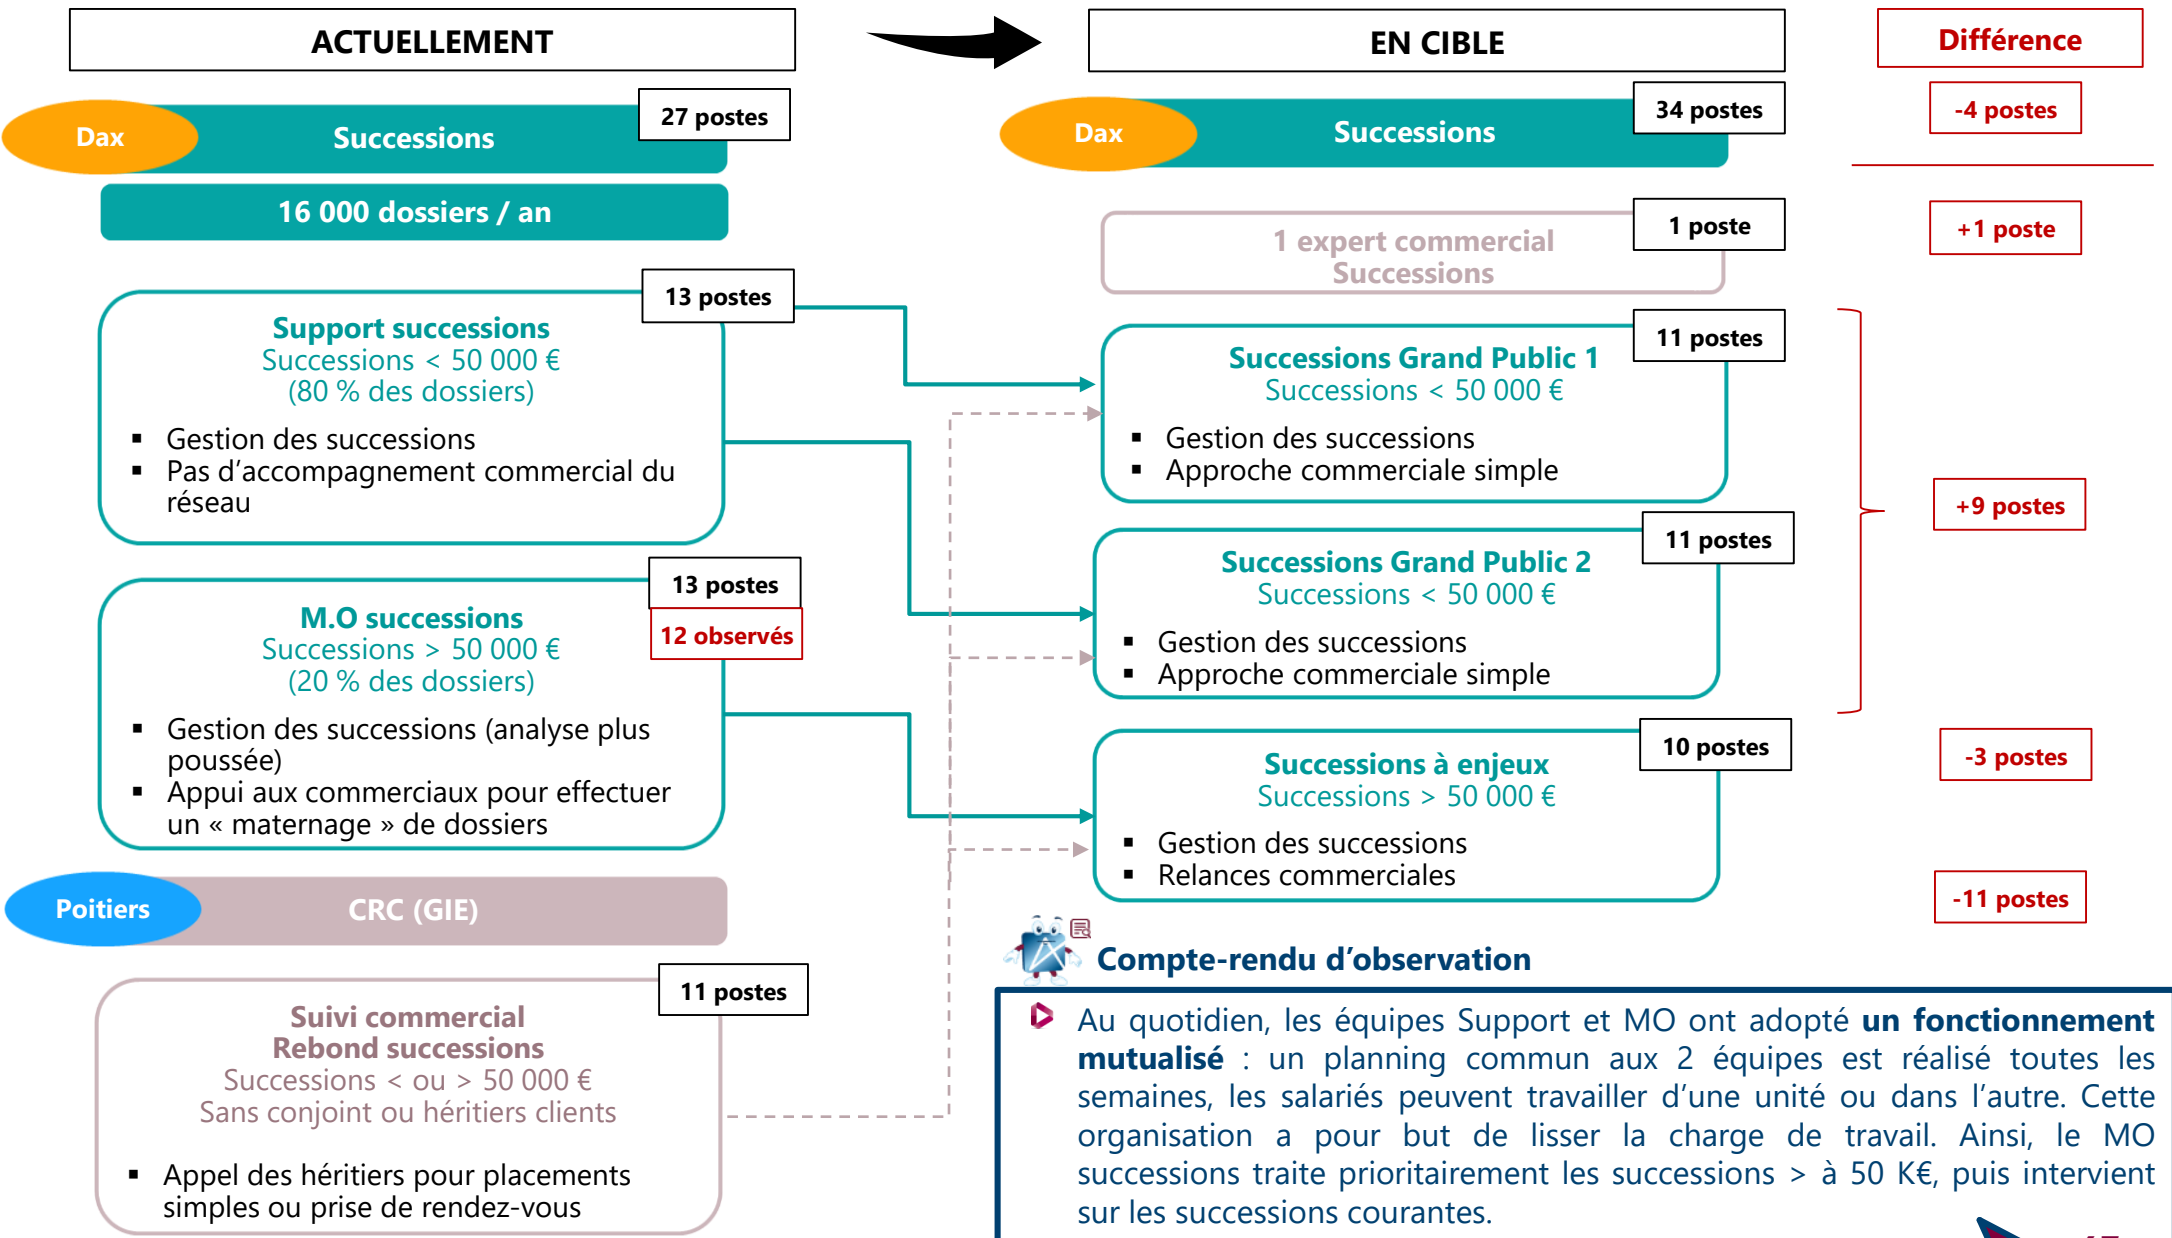 ACTUELLEMENT
EN CIBLE
Différence
Dax
Successions
27 postes
16 000 dossiers / an
13 postes
Support successions
Successions < 50 000 €
(80 % des dossiers)
▪ Gestion des successions
▪ Pas d’accompagnement commercial du
réseau
13 postes
12 observés
M.O successions
Successions > 50 000 €
(20 % des dossiers)
▪ Gestion des successions (analyse plus
poussée)
▪ Appui aux commerciaux pour effectuer
un « maternage » de dossiers
Poitiers
CRC (GIE)
11 postes
Suivi commercial
Rebond successions
Successions < ou > 50 000 €
Sans conjoint ou héritiers clients
▪ Appel des héritiers pour placements
simples ou prise de rendez-vous
Dax
Successions
34 postes
1 expert commercial
Successions
1 poste
11 postes
Successions Grand Public 1
Successions < 50 000 €
▪ Gestion des successions
▪ Approche commerciale simple
11 postes
Successions Grand Public 2
Successions < 50 000 €
▪ Gestion des successions
▪ Approche commerciale simple
10 postes
Successions à enjeux
Successions > 50 000 €
▪ Gestion des successions
▪ Relances commerciales
-4 postes
+1 poste
+9 postes
-3 postes
-11 postes
Compte-rendu d’observation
Au quotidien, les équipes Support et MO ont adopté un fonctionnement
mutualisé : un planning commun aux 2 équipes est réalisé toutes les
semaines, les salariés peuvent travailler d’une unité ou dans l’autre. Cette
organisation a pour but de lisser la charge de travail. Ainsi, le MO
successions traite prioritairement les successions > à 50 K€, puis intervient
sur les successions courantes.